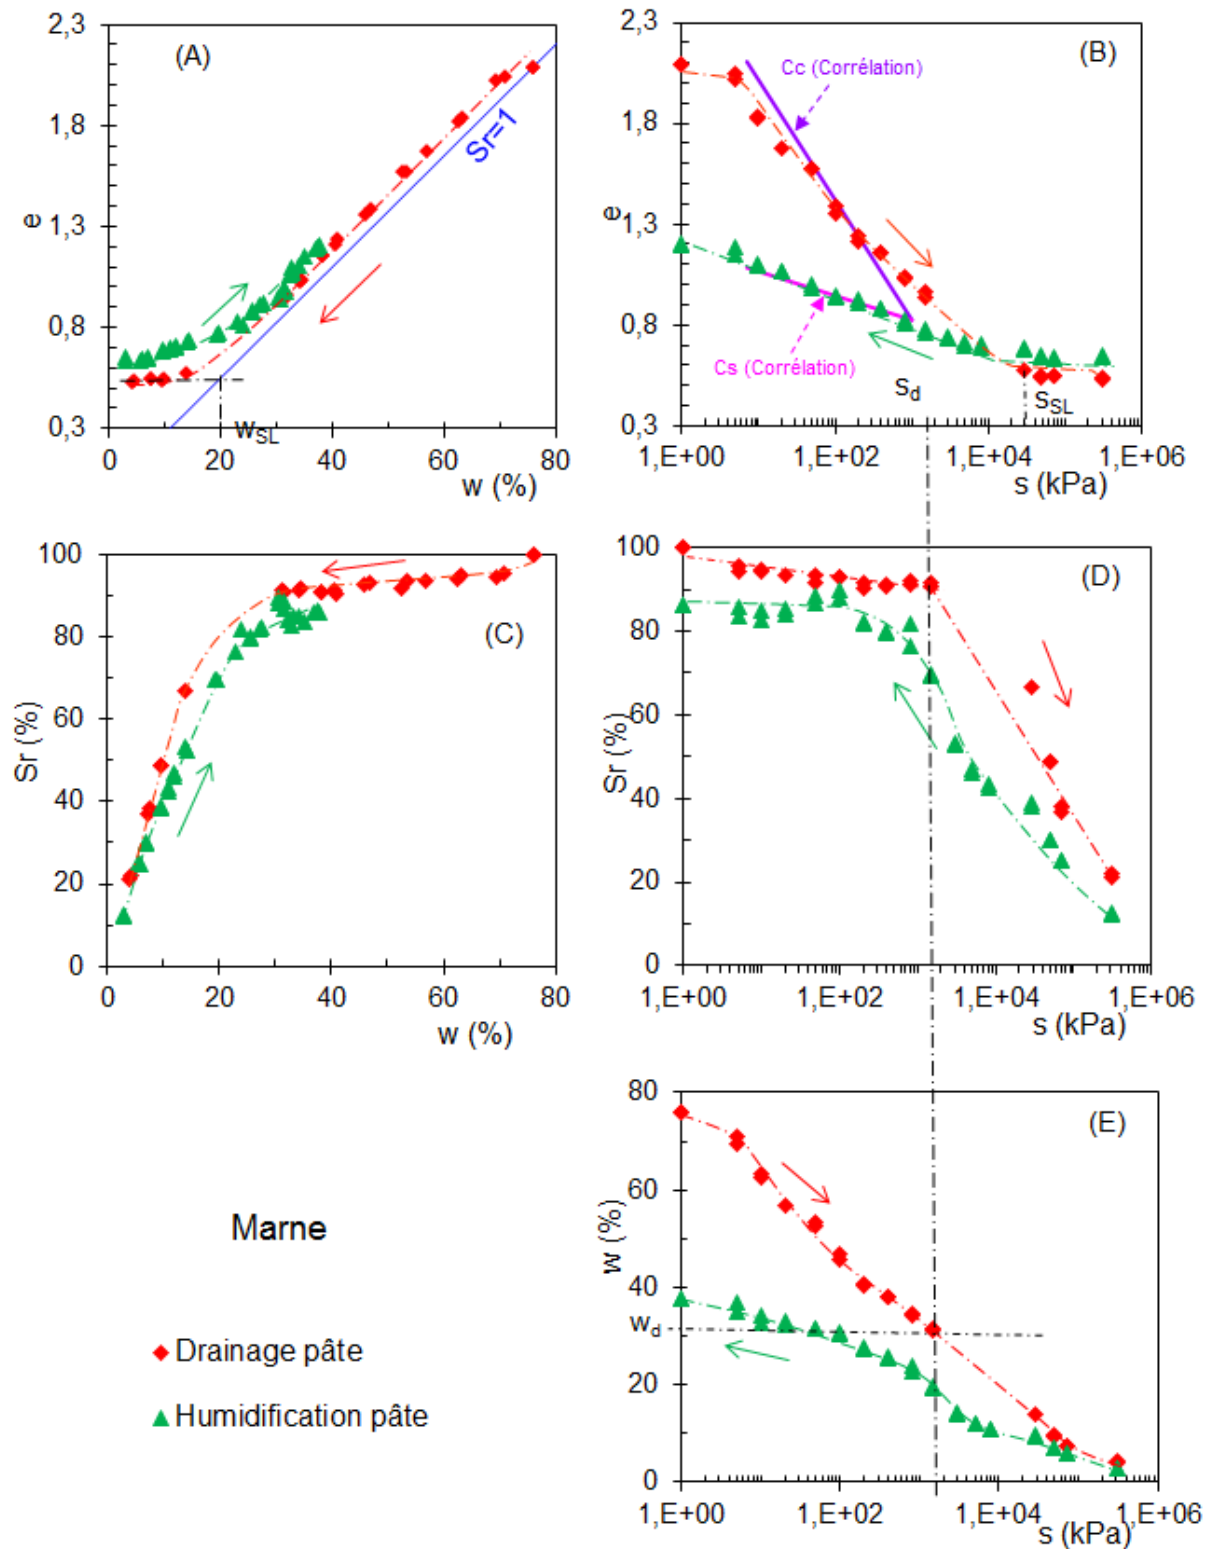 2,3
1,8
1,3
0,8
0,3
e
(A)
Sr=1
wSL
0 20 40 60 80
w (%)
2,3
1,8
1,3
0,8
0,3
e
(B)
Cc (Corrélation)
Cs (Corrélation)
sd
sSL
1,E+00 1,E+02 1,E+04 1,E+06
s (kPa)
100
80
60
40
20
0
Sr (%)
(C)
0 20 40 60 80
w (%)
100
80
60
40
20
0
Sr (%)
(D)
1,E+00 1,E+02 1,E+04 1,E+06
s (kPa)
Marne
Drainage pâte
Humidification pâte
80
60
40
20
0
w (%)
wd
(E)
1,E+00 1,E+02 1,E+04 1,E+06
s (kPa)